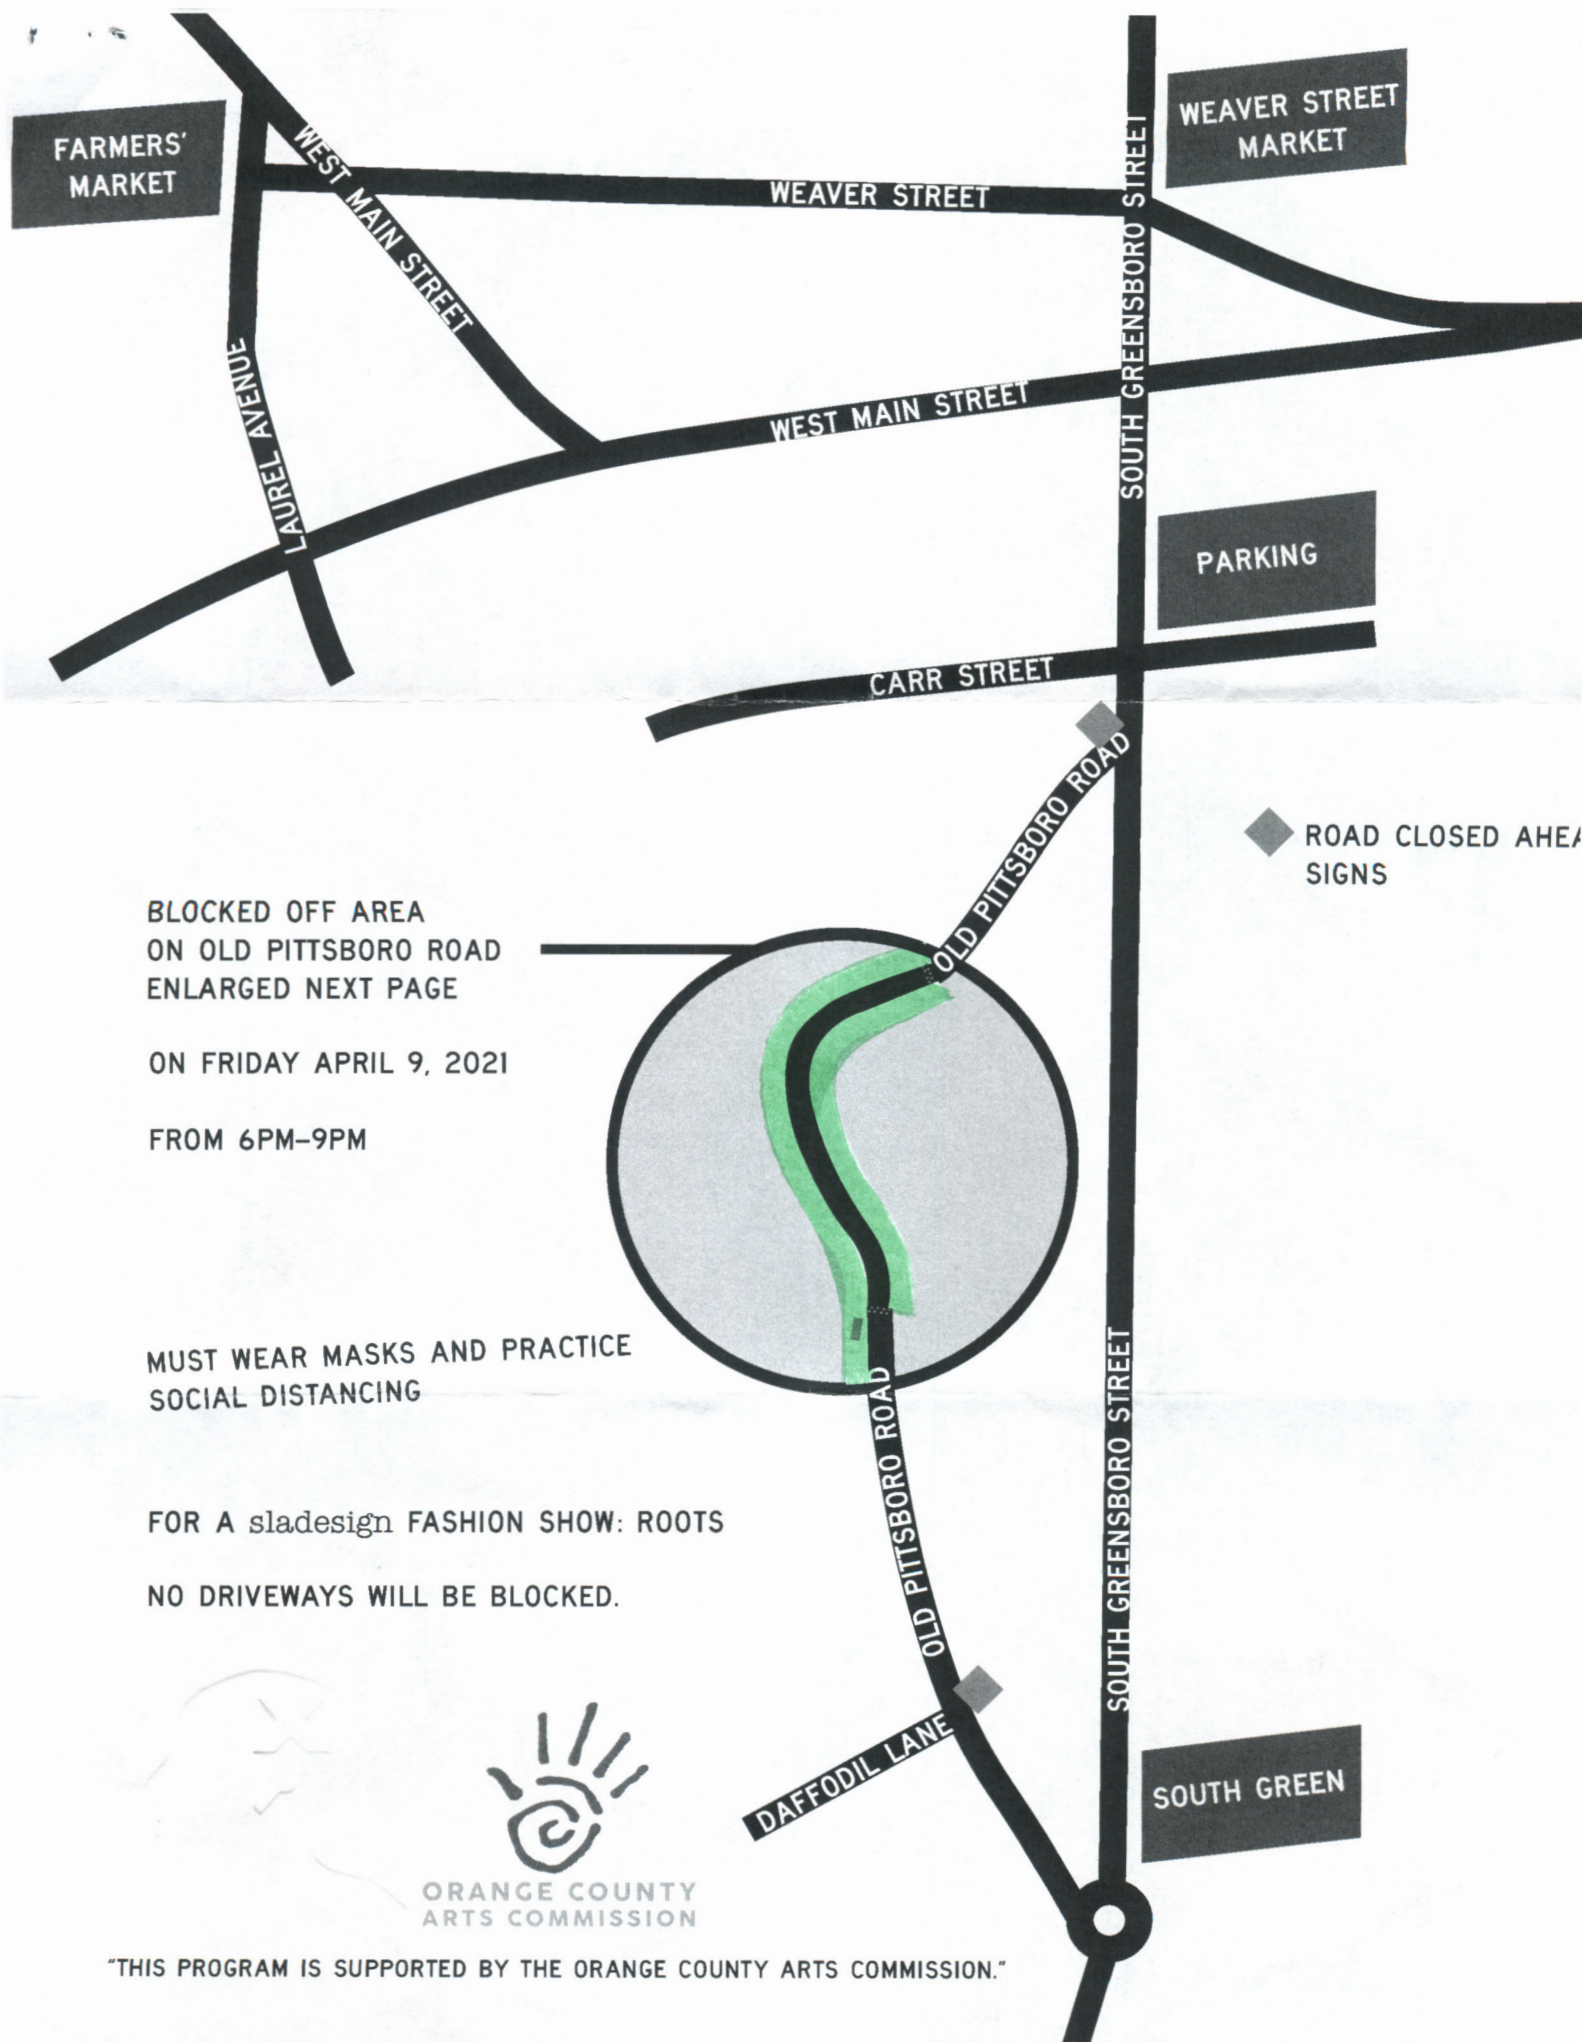 FARMERS'
MARKET
WEST MAIN STREET
WEAVER STREET
WEAVER STREET
MARKET
SOUTH GREENSBORO STREET
LAUREL AVENUE
WEST MAIN STREET
PARKING
CARR STREET
OLD PITTSBORO ROAD
ROAD CLOSED AHEA
SIGNS
BLOCKED OFF AREA
ON OLD PITTSBORO ROAD
ENLARGED NEXT PAGE
ON FRIDAY APRIL 9, 2021
FROM 6PM–9PM
MUST WEAR MASKS AND PRACTICE
SOCIAL DISTANCING
OLD PITTSBORO ROAD
SOUTH GREENSBORO STREET
FOR A sladesign FASHION SHOW: ROOTS
NO DRIVEWAYS WILL BE BLOCKED.
DAFFODIL LANE
SOUTH GREEN
ORANGE COUNTY
ARTS COMMISSION
"THIS PROGRAM IS SUPPORTED BY THE ORANGE COUNTY ARTS COMMISSION."